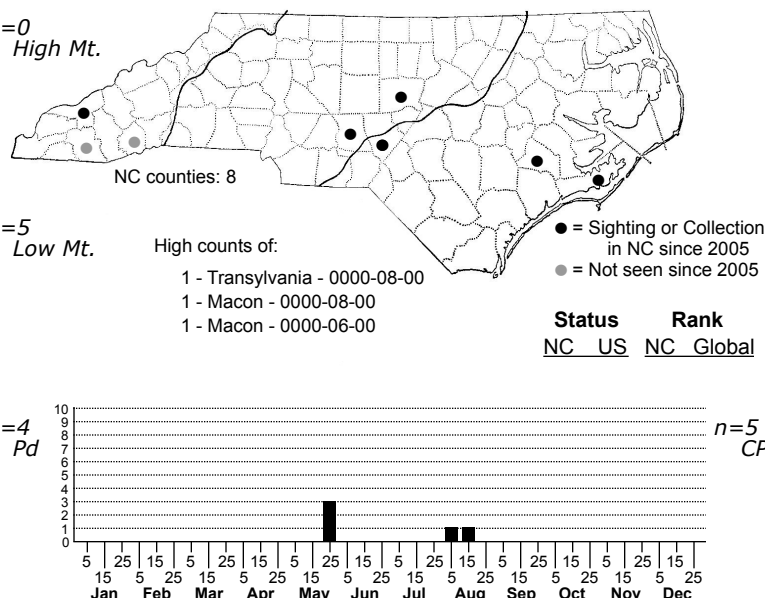 =0
High Mt.
NC counties: 8
=5
Low Mt.
High counts of:
1 - Transylvania - 0000-08-00
1 - Macon - 0000-08-00
1 - Macon - 0000-06-00
● = Sighting or Collection
in NC since 2005
● = Not seen since 2005
Status Rank
NC US NC Global
=4
Pd
n=5
CP
10
9
8
7
6
5
4
3
2
1
0
5 25 15 5 25 15 5 25 15 5 25 15 5 25 15 5 25 15
15 5 25 15 5 25 15 5 25 15 5 25 15 5 25 15 5 25
Jan Feb Mar Apr May Jun Jul Aug Sep Oct Nov Dec